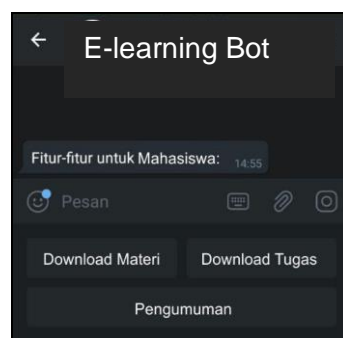 E-learning Bot
Fitur-fitur untuk Mahasiswa: 14:55
Pesan
Download Materi Download Tugas
Pengumuman